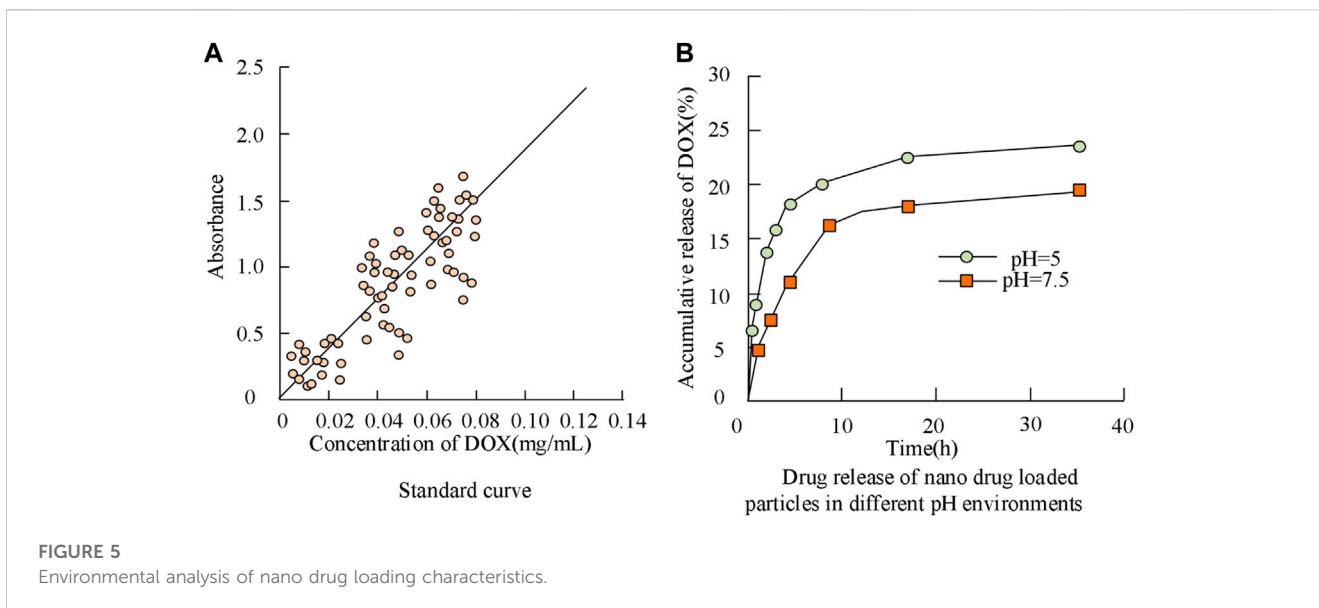 A
2.5
2.0
1.5
1.0
0.5
0
Absorbance
0 0.02 0.04 0.06 0.08 0.10 0.12 0.14
Concentration of DOX(mg/mL)
Standard curve
B
30
25
20
15
10
5
0
Accumulative release of DOX(%)
pH=5
pH=7.5
0 10 20 30 40
Time(h)
Drug release of nano drug loaded
particles in different pH environments
FIGURE 5
Environmental analysis of nano drug loading characteristics.